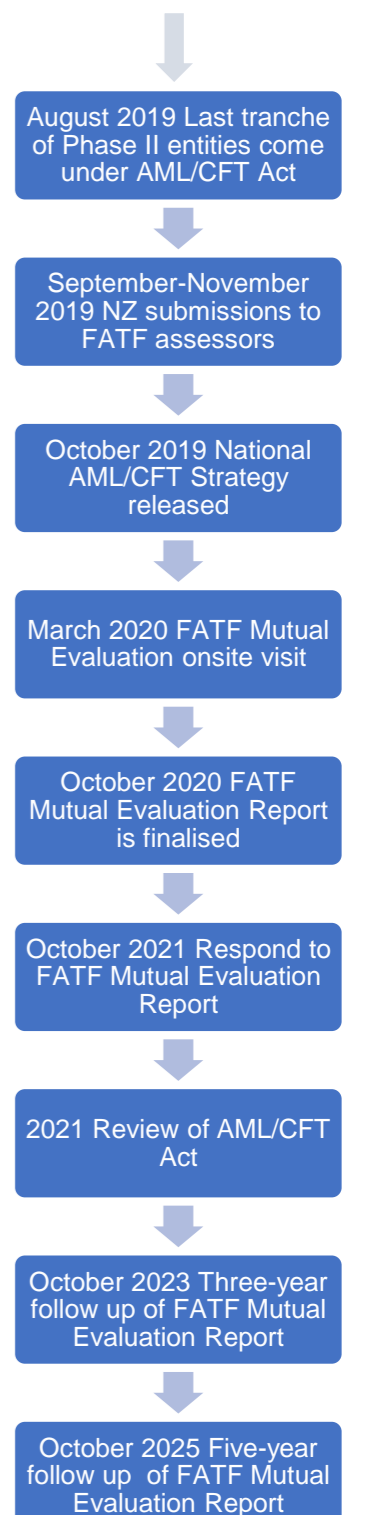 August 2019 Last tranche
of Phase II entities come
under AML/CFT Act
September-November
2019 NZ submissions to
FATF assessors
October 2019 National
AML/CFT Strategy
released
March 2020 FATF Mutual
Evaluation onsite visit
October 2020 FATF
Mutual Evaluation Report
is finalised
October 2021 Respond to
FATF Mutual Evaluation
Report
2021 Review of AML/CFT
Act
October 2023 Three-year
follow up of FATF Mutual
Evaluation Report
October 2025 Five-year
follow up  of FATF Mutual
Evaluation Report